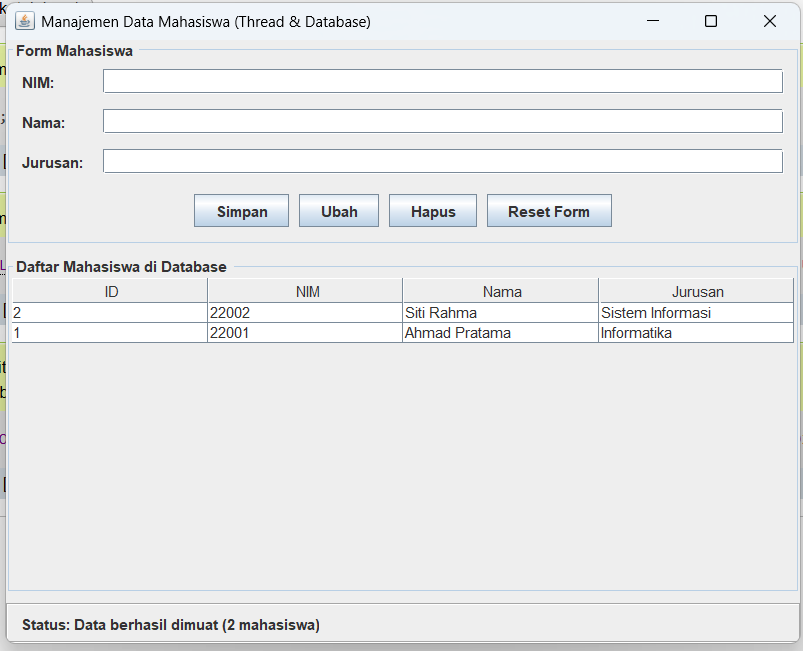 Manajemen Data Mahasiswa (Thread & Database)
Form Mahasiswa
NIM:
Nama:
Jurusan:
Simpan Ubah Hapus Reset Form
Daftar Mahasiswa di Database
ID NIM Nama Jurusan
2 22002 Siti Rahma Sistem Informasi
1 22001 Ahmad Pratama Informatika
Status: Data berhasil dimuat (2 mahasiswa)